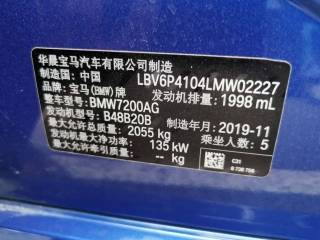 华晨宝马汽车有限公司制造
制造国: 中国 LBV6P4104LMW02227
品牌: 宝马(BMW)牌 发动机排量: 1998 mL
整车型号: BMW7200AG
发动机型号: B48B20B
最大允许总质量: 2055 kg 制造年月: 2019-11
发动机最大净功率: 135 kW 乘坐人数: 5
最大允许牵引质量: -- kg
C31